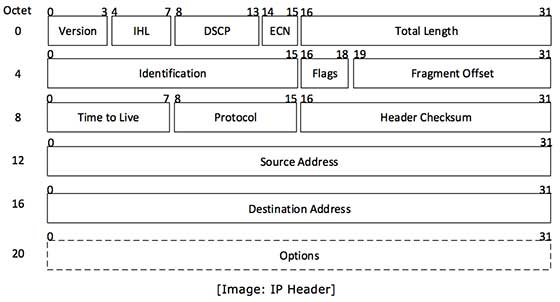 Octet 0 3 4 7 8 13 14 15 16 31
0 Version IHL DSCP ECN Total Length
0 15 16 18 19 31
4 Identification Flags Fragment Offset
0 7 8 15 16 31
8 Time to Live Protocol Header Checksum
0 31
12 Source Address
0 31
16 Destination Address
0 31
20 Options
[Image: IP Header]